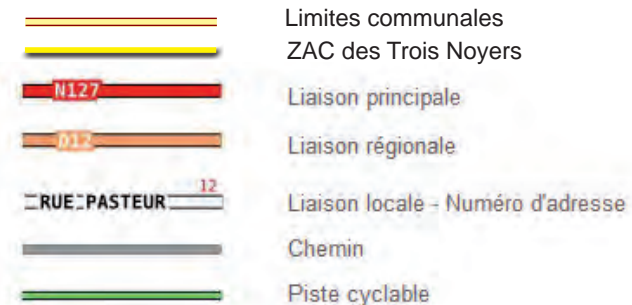 Limites communales
ZAC des Trois Noyers
N127
Liaison principale
D12
Liaison régionale
RUE PASTEUR 12
Liaison locale - Numéro d'adresse
Chemin
Piste cyclable